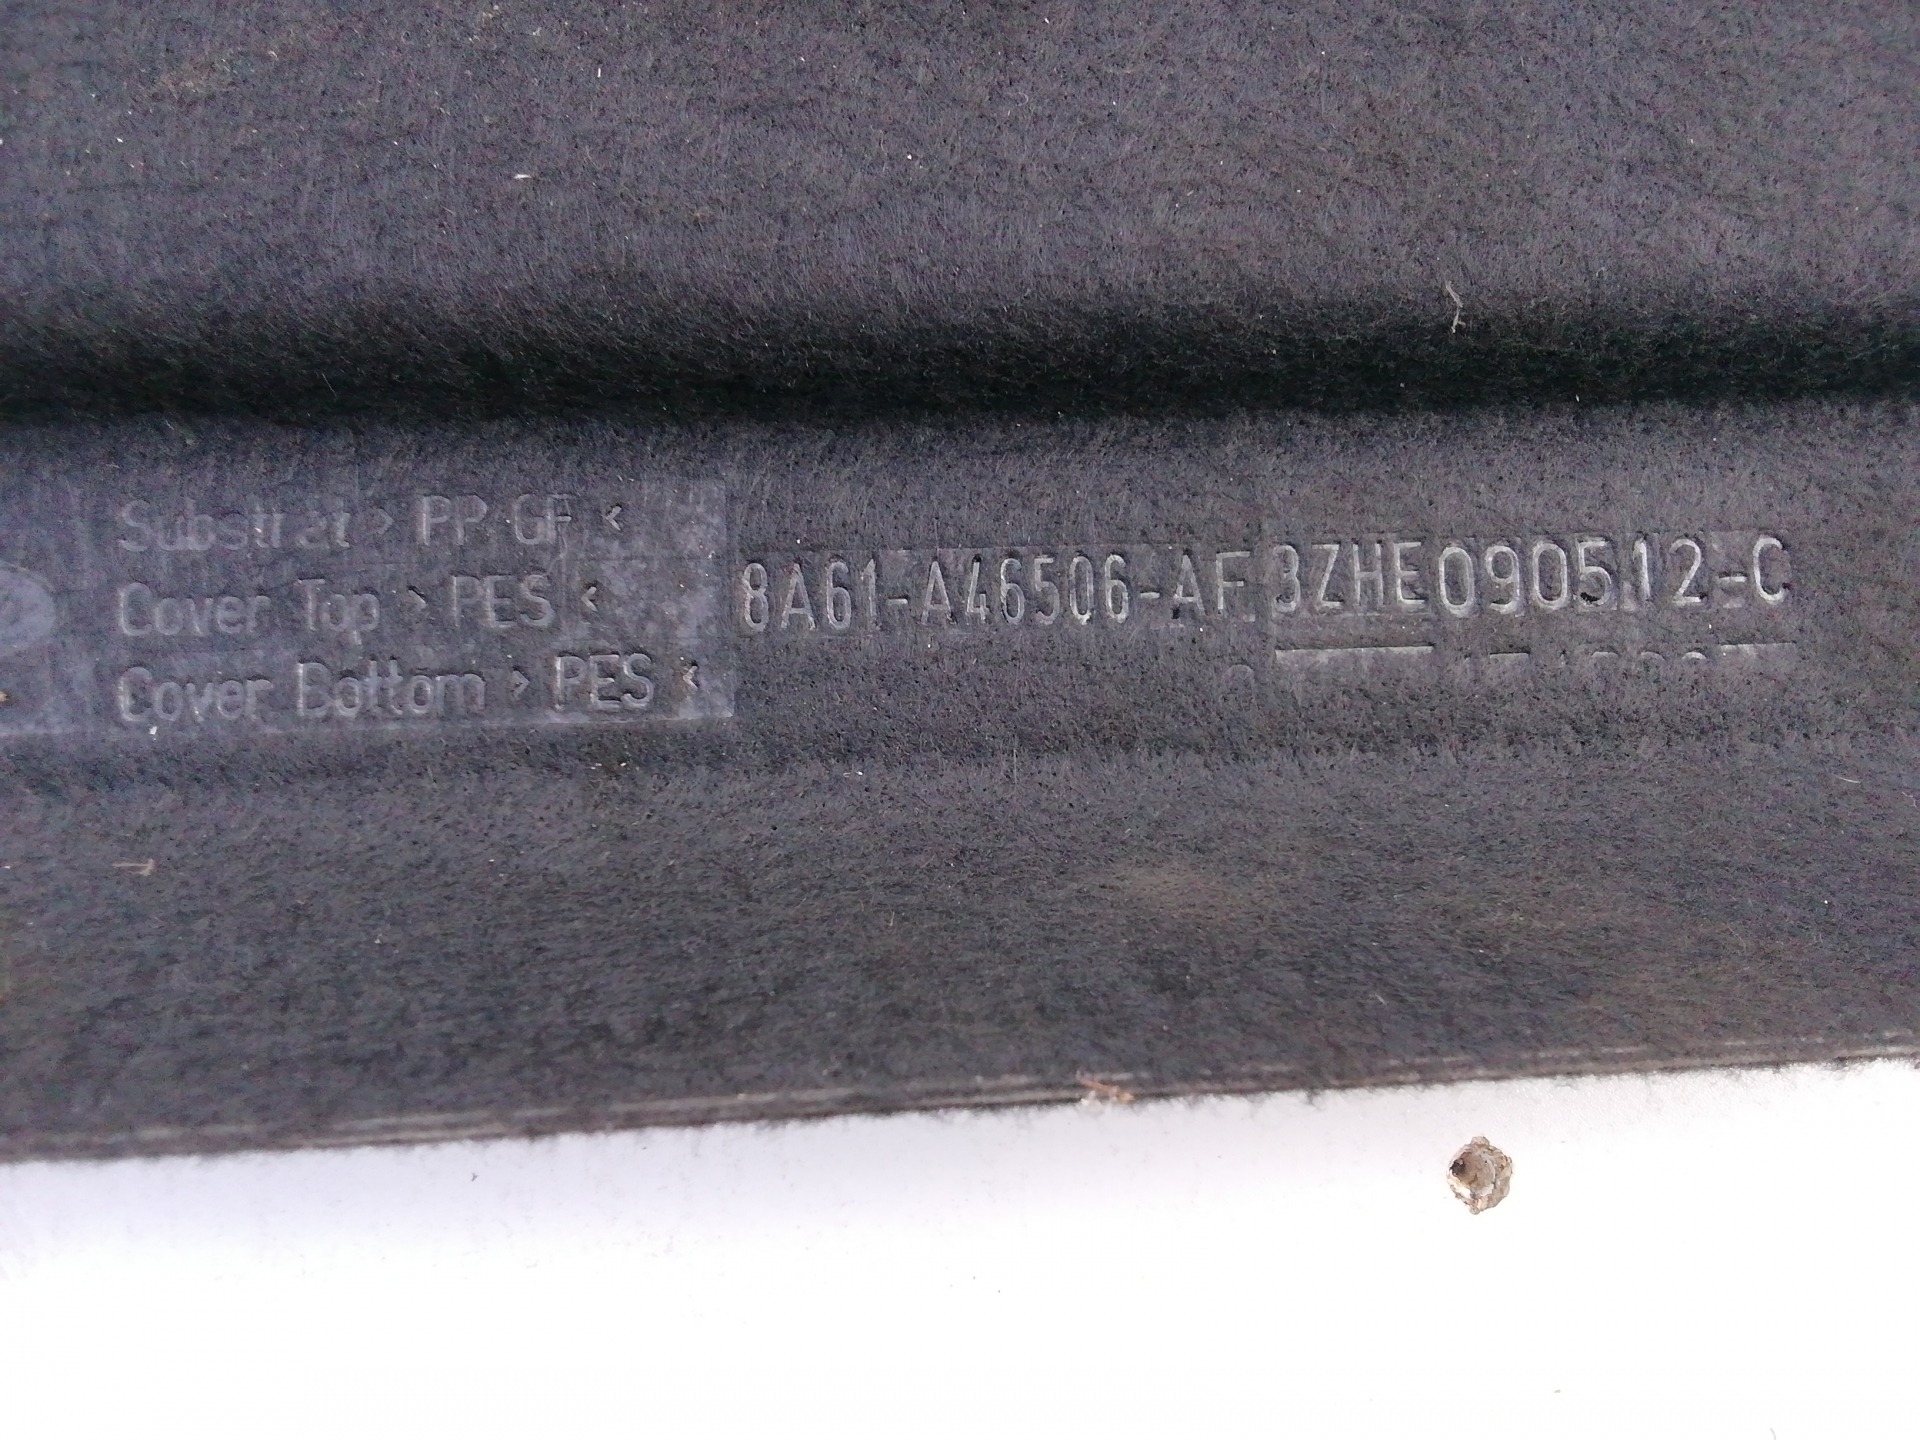 Substrat > PP GF <
Cover Top > PES <
Cover Bottom > PES <
8A61-A46506-AF
3ZHE090512-C